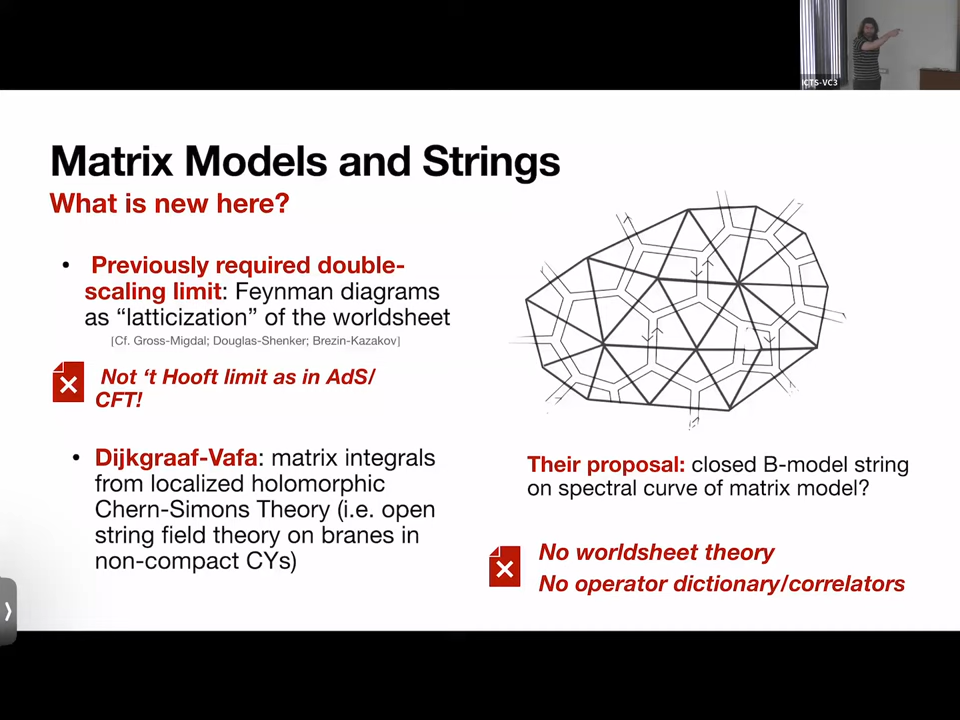 ICTS-VC3
Matrix Models and Strings
What is new here?
• Previously required double-
scaling limit: Feynman diagrams
as “latticization” of the worldsheet
[Cf. Gross-Migdal; Douglas-Shenker; Brezin-Kazakov]
Not ‘t Hooft limit as in AdS/
CFT!
• Dijkgraaf-Vafa: matrix integrals
from localized holomorphic
Chern-Simons Theory (i.e. open
string field theory on branes in
non-compact CYs)
Their proposal: closed B-model string
on spectral curve of matrix model?
No worldsheet theory
No operator dictionary/correlators